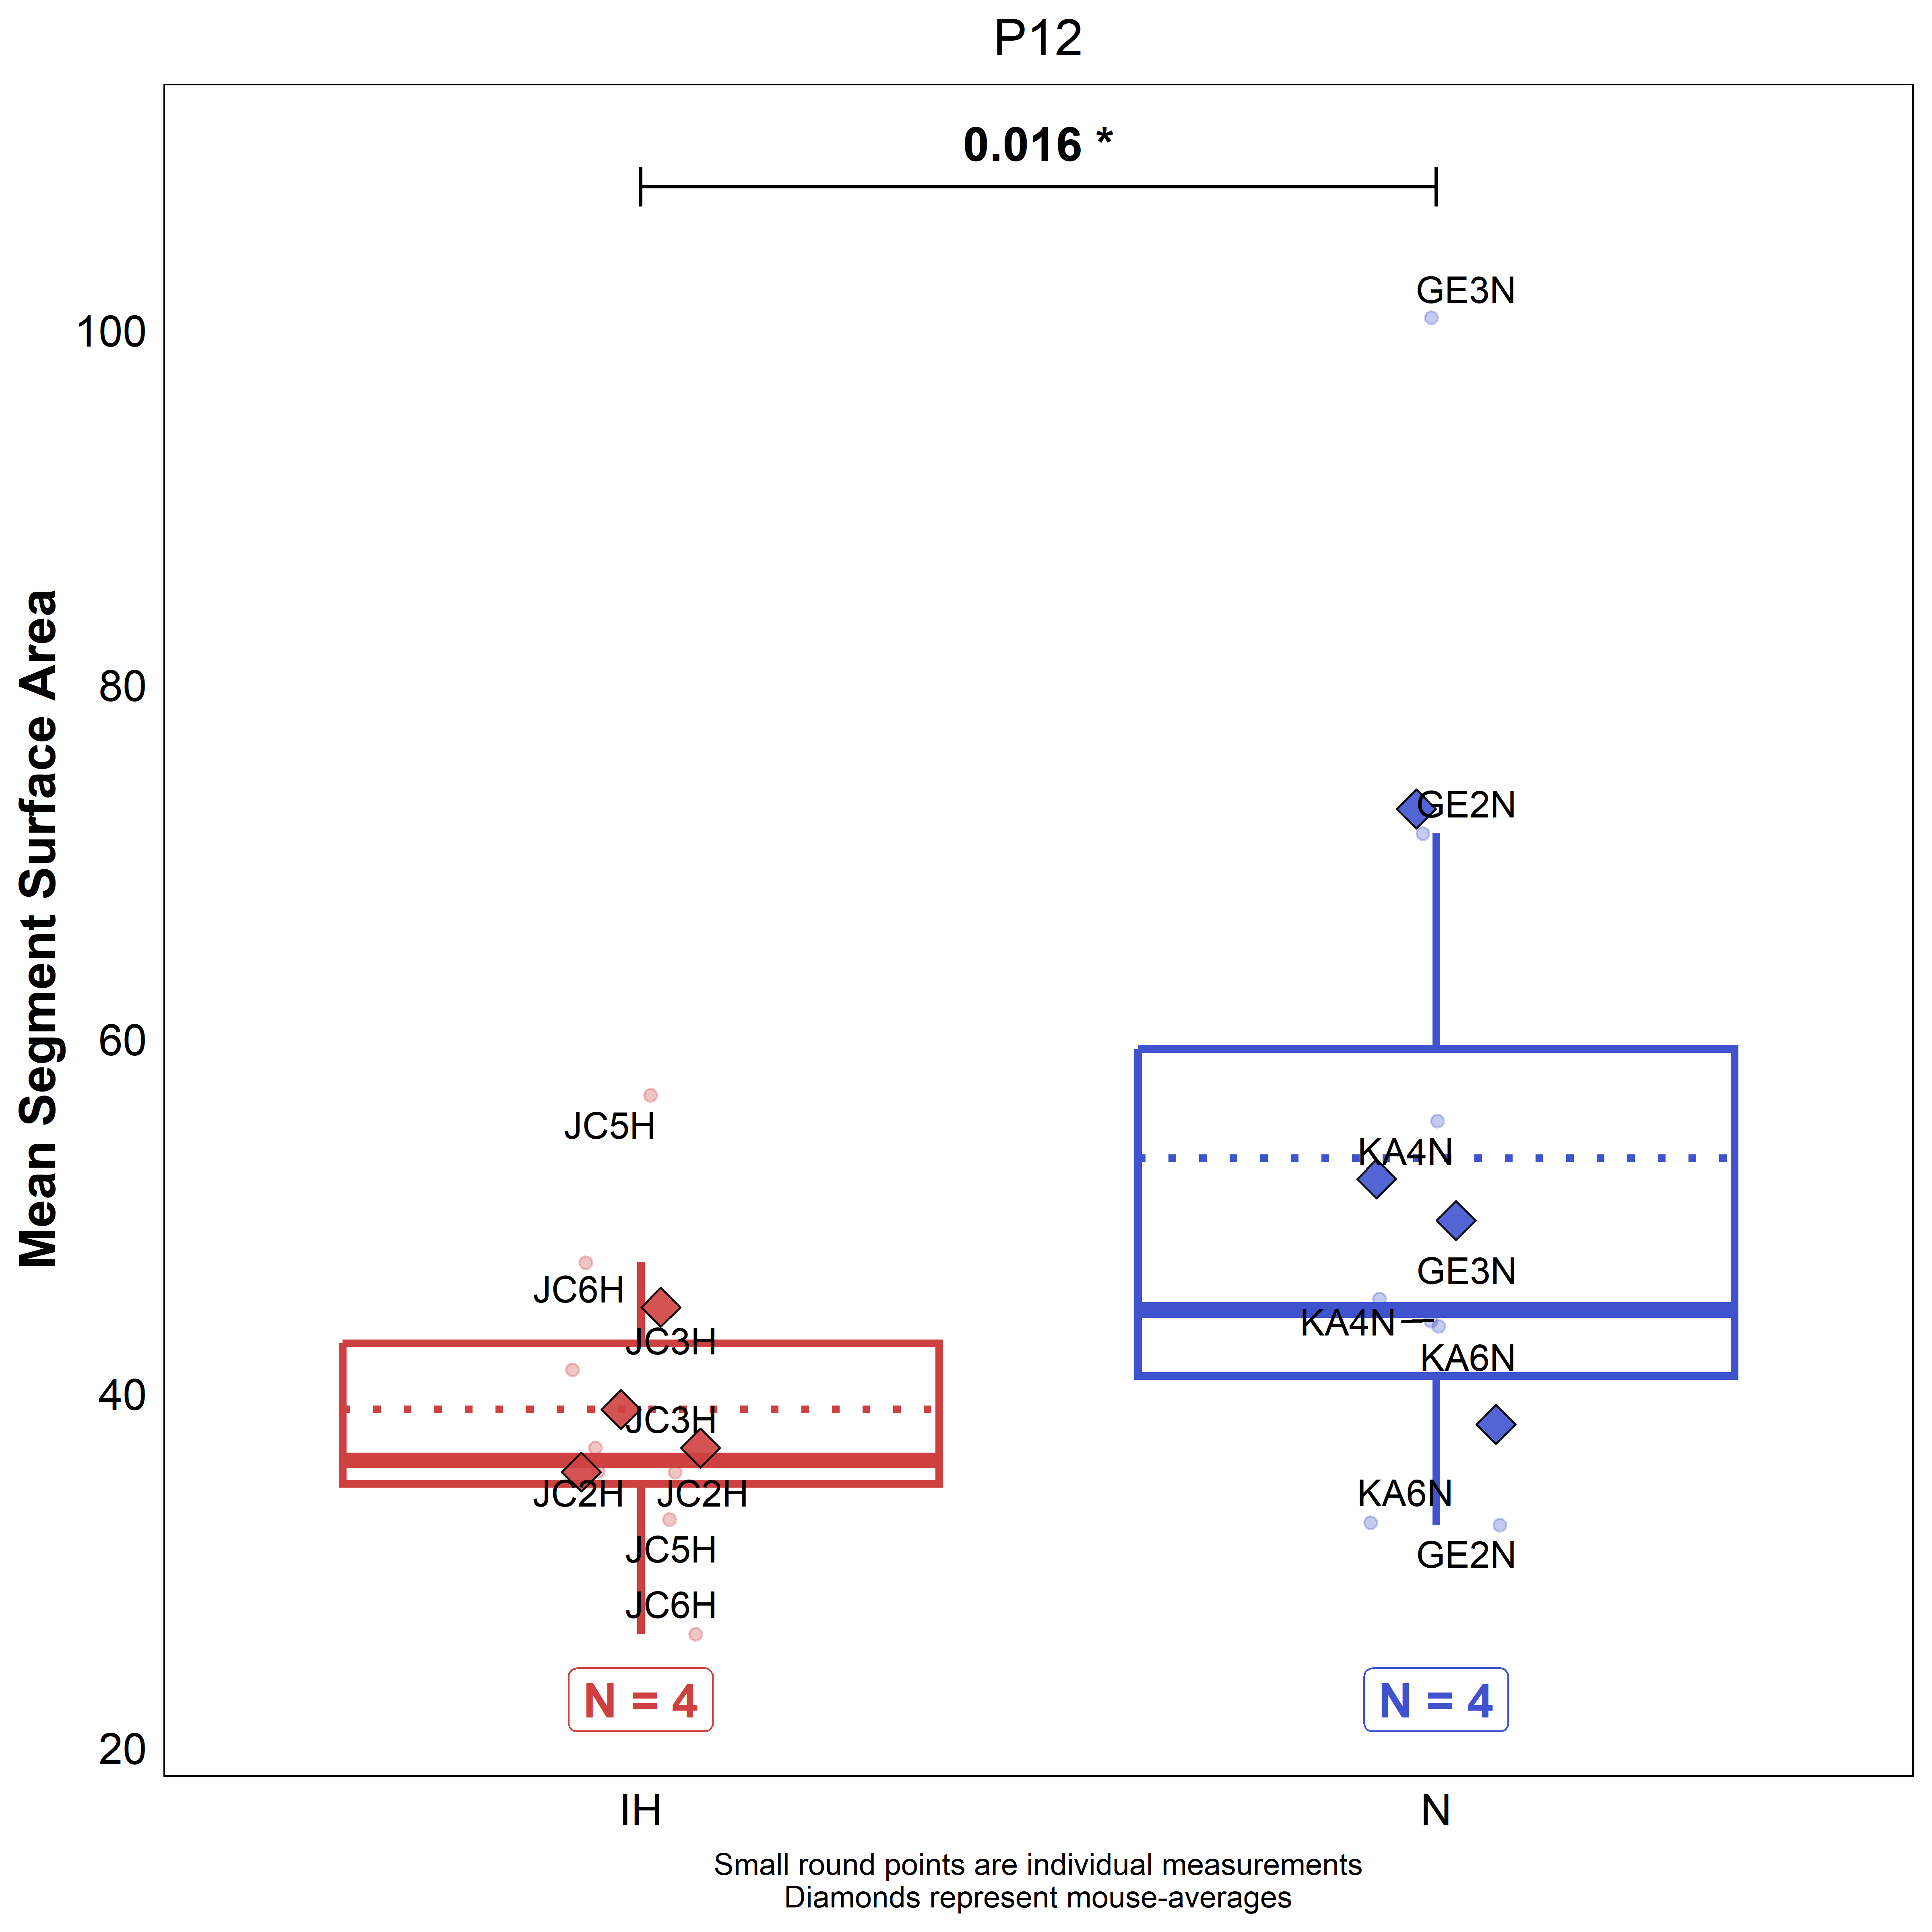 P12
0.016 *
GE3N
100
GE2N
80
Mean Segment Surface Area
60
JC5H
KA4N
GE3N
JC6H
KA4N
JC3H
KA6N
40
JC3H
JC2H
JC2H
KA6N
JC5H
GE2N
JC6H
N = 4
N = 4
20
IH
N
Small round points are individual measurements
Diamonds represent mouse-averages